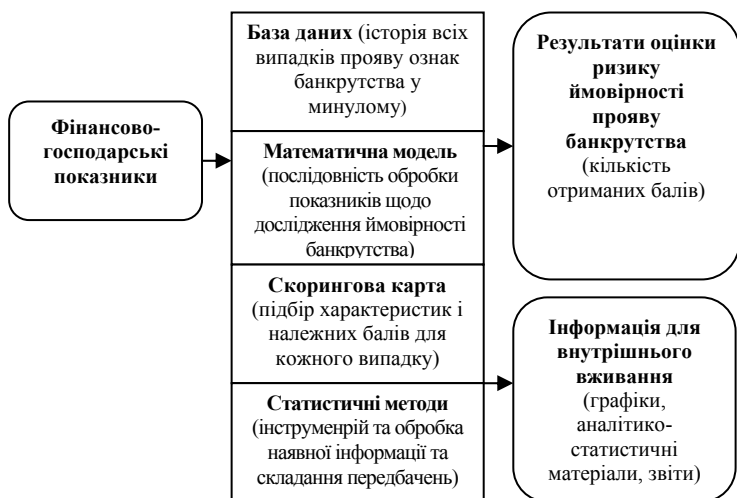 Фінансово-
господарські
показники
База даних (історія всіх
випадків прояву ознак
банкрутства у
минулому)
Математична модель
(послідовність обробки
показників щодо
дослідження ймовірності
банкрутства)
Скорингова карта
(підбір характеристик і
належних балів для
кожного випадку)
Статистичні методи
(інструменрій та обробка
наявної інформації та
складання передбачень)
Результати оцінки
ризику
ймовірності
прояву
банкрутства
(кількість
отриманих балів)
Інформація для
внутрішнього
вживання
(графіки,
аналітико-
статистичні
матеріали, звіти)